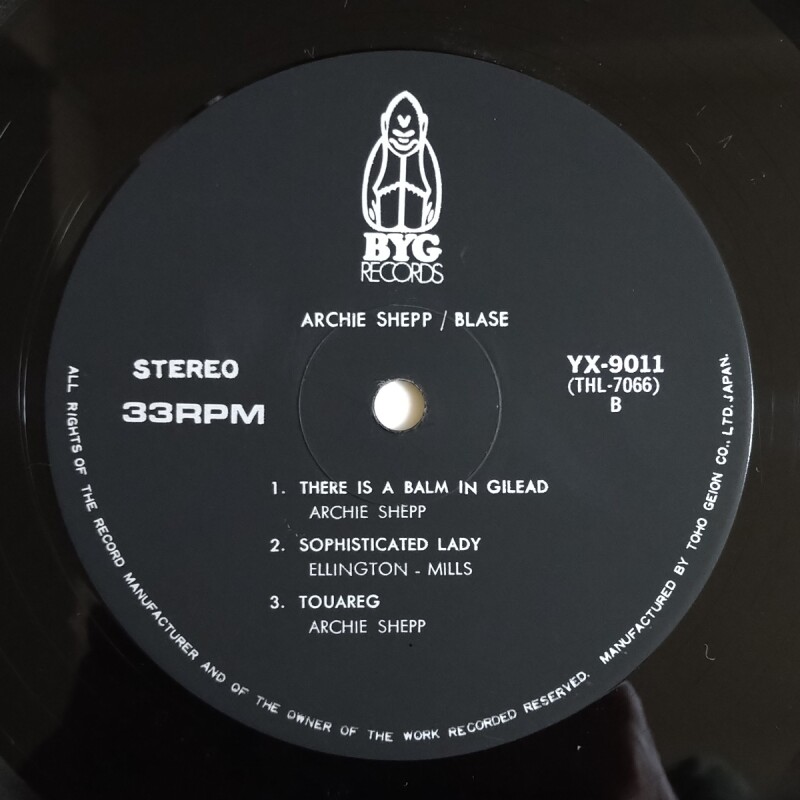 BYG
RECORDS
ARCHIE SHEPP / BLASE
STEREO
33RPM
YX-9011
(THL-7066)
B
1. THERE IS A BALM IN GILEAD
ARCHIE SHEPP
2. SOPHISTICATED LADY
ELLINGTON - MILLS
3. TOUAREG
ARCHIE SHEPP
ALL RIGHTS OF THE RECORD MANUFACTURER AND OF THE OWNER OF THE WORK RECORDED RESERVED. MANUFACTURED BY TOHO GEION CO., LTD. JAPAN.